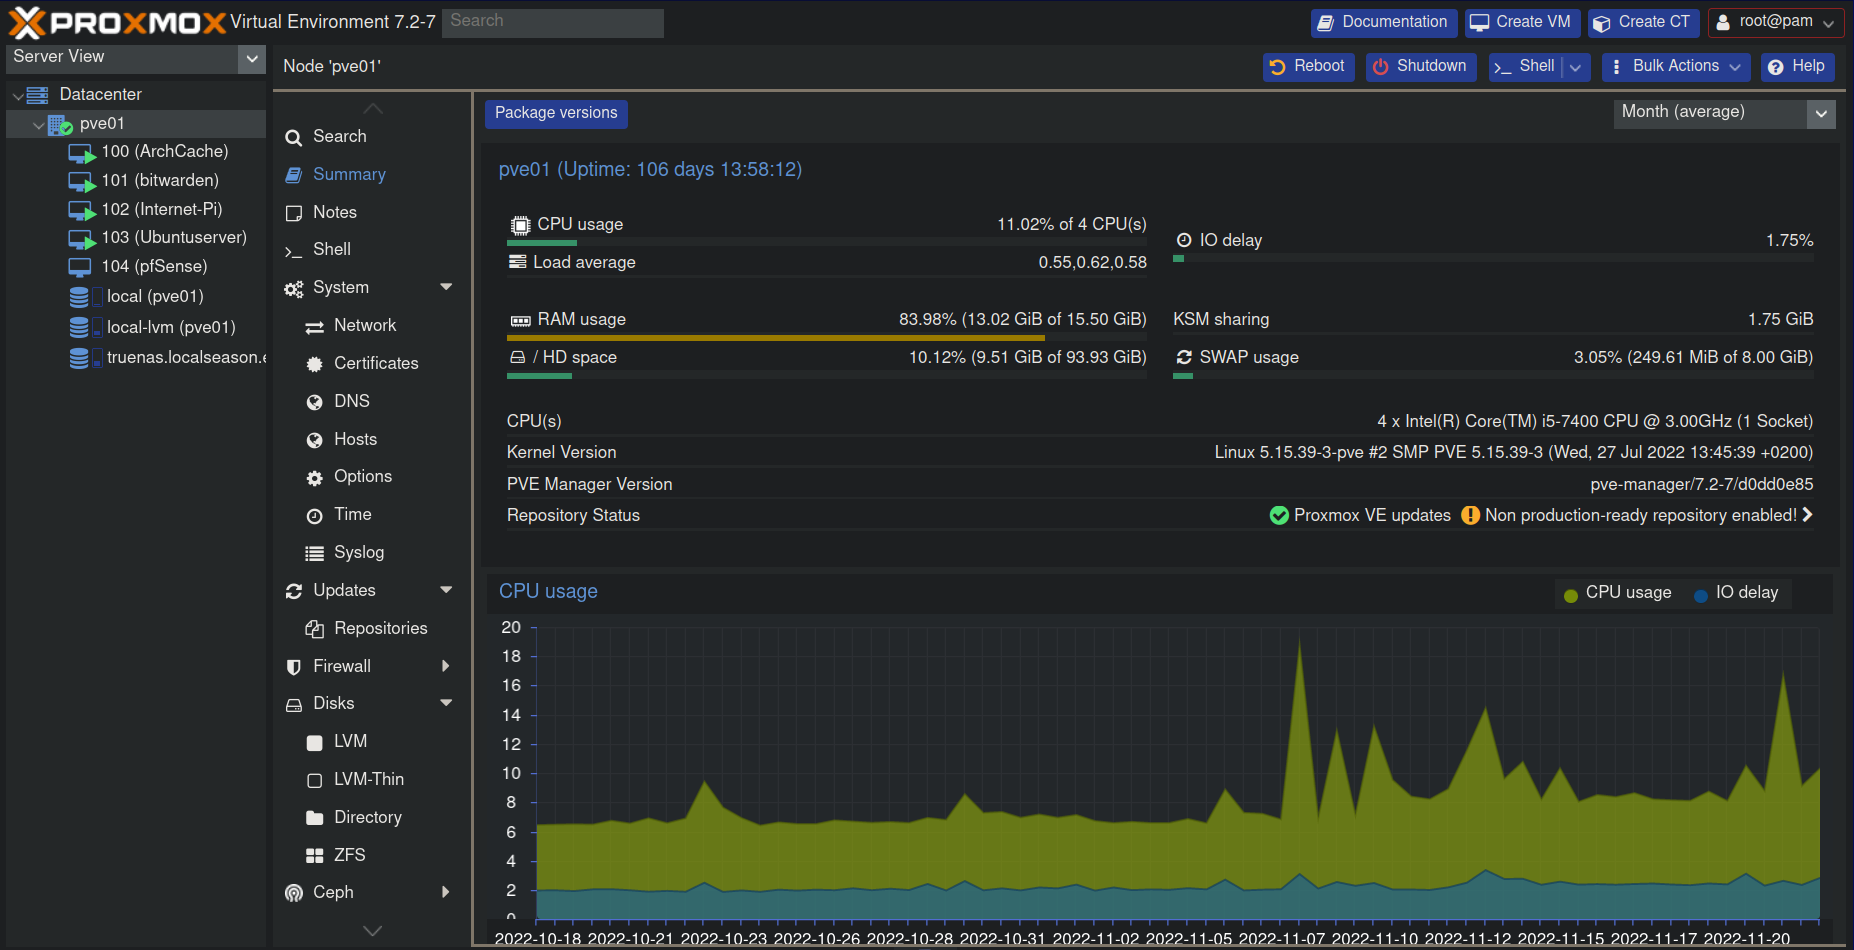 PROXMOX Virtual Environment 7.2-7 Search Documentation Create VM Create CT root@pam
Server View
Datacenter
pve01
100 (ArchCache)
101 (bitwarden)
102 (Internet-Pi)
103 (Ubuntuserver)
104 (pfSense)
local (pve01)
local-lvm (pve01)
truenas.localseason.e
Node 'pve01' Reboot Shutdown Shell Bulk Actions Help
Search
Summary
Notes
Shell
System
Network
Certificates
DNS
Hosts
Options
Time
Syslog
Updates
Repositories
Firewall
Disks
LVM
LVM-Thin
Directory
ZFS
Ceph
Package versions Month (average)
pve01 (Uptime: 106 days 13:58:12)
CPU usage 11.02% of 4 CPU(s)
IO delay 1.75%
Load average 0.55,0.62,0.58
RAM usage 83.98% (13.02 GiB of 15.50 GiB) KSM sharing 1.75 GiB
/ HD space 10.12% (9.51 GiB of 93.93 GiB) SWAP usage 3.05% (249.61 MiB of 8.00 GiB)
CPU(s) 4 x Intel(R) Core(TM) i5-7400 CPU @ 3.00GHz (1 Socket)
Kernel Version Linux 5.15.39-3-pve #2 SMP PVE 5.15.39-3 (Wed, 27 Jul 2022 13:45:39 +0200)
PVE Manager Version pve-manager/7.2-7/d0dd0e85
Repository Status Proxmox VE updates Non production-ready repository enabled!
CPU usage CPU usage IO delay
20
18
16
14
12
10
8
6
4
2
0
2022-10-18 2022-10-21 2022-10-23 2022-10-26 2022-10-28 2022-10-31 2022-11-02 2022-11-05 2022-11-07 2022-11-10 2022-11-12 2022-11-15 2022-11-17 2022-11-20